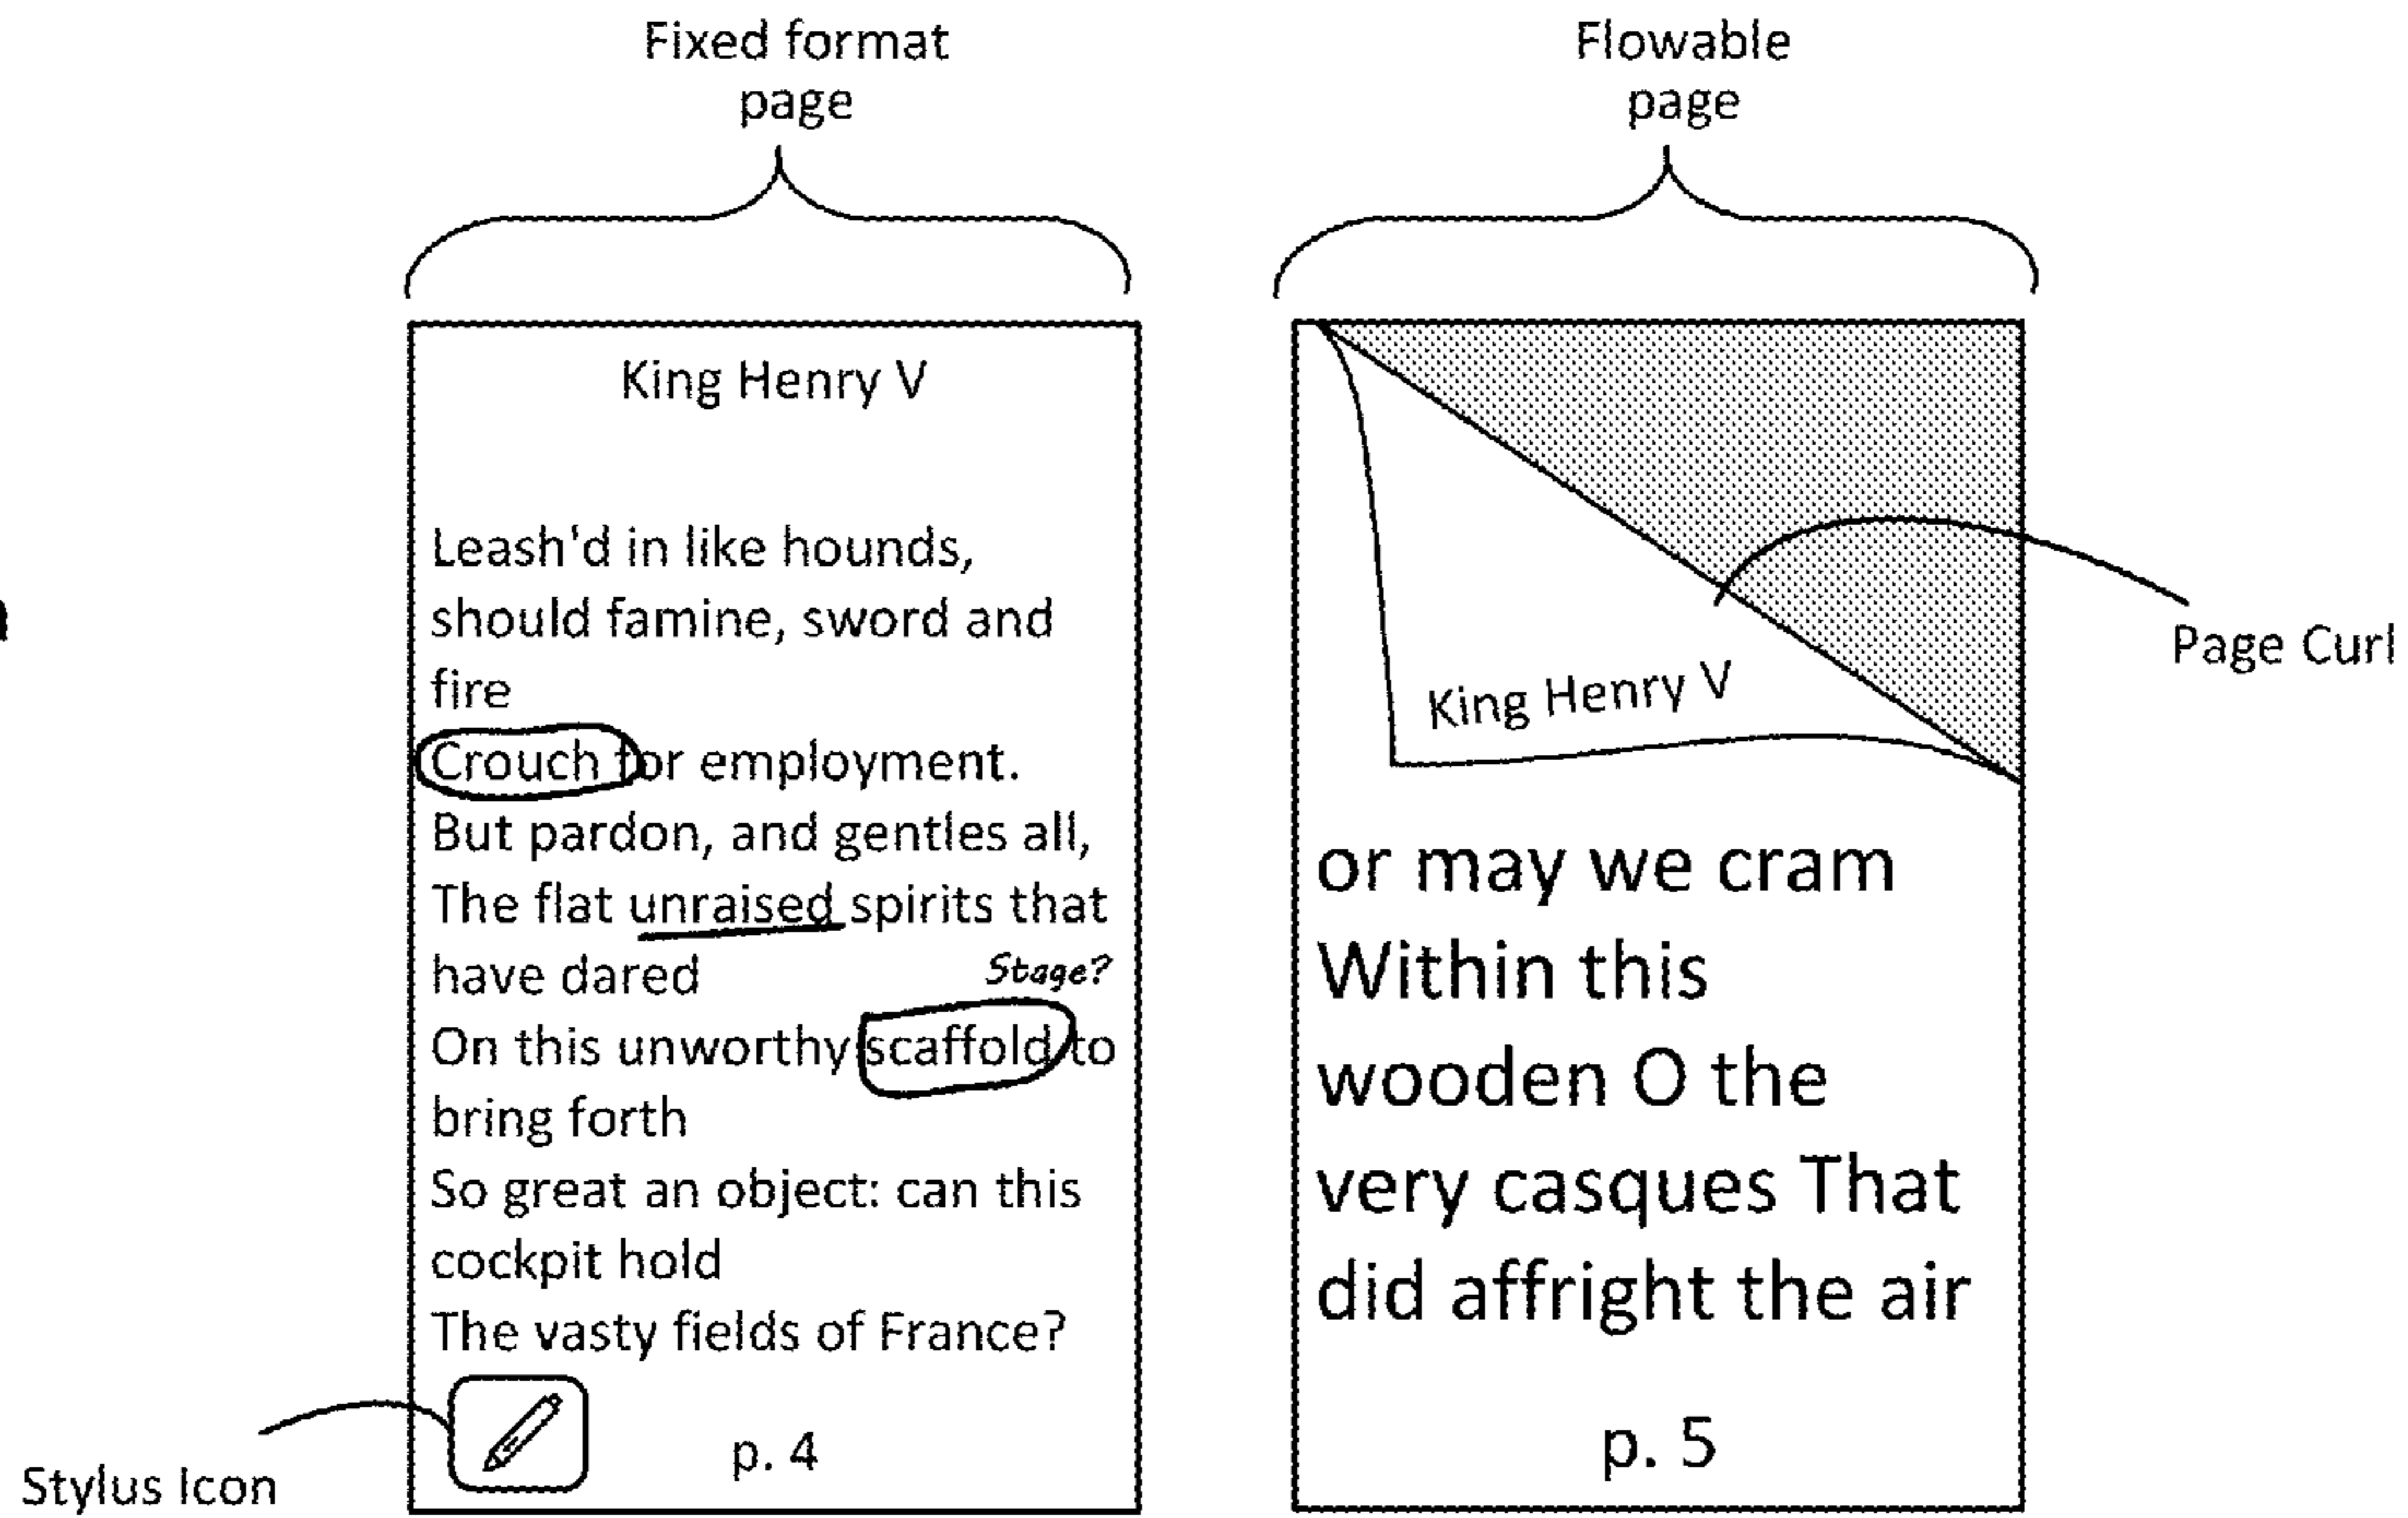 Fixed format
page
King Henry V
Leash'd in like hounds,
should famine, sword and
fire
Crouch for employment.
But pardon, and gentles all,
The flat unraised spirits that
have dared
Stage?
On this unworthy scaffold to
bring forth
So great an object: can this
cockpit hold
The vasty fields of France?
p. 4
Stylus Icon
Flowable
page
King Henry V
Page Curl
or may we cram
Within this
wooden O the
very casques That
did affright the air
p. 5